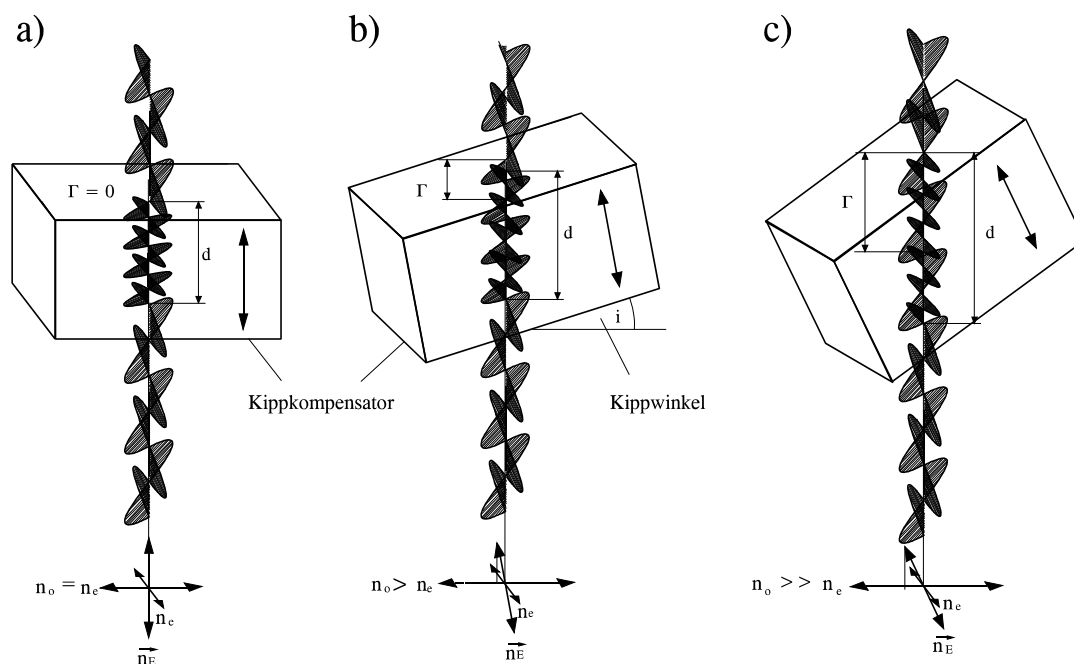 a)
b)
c)
Γ = 0
d
Γ
d
i
Γ
d
Kippkompensator
Kippwinkel
n_o = n_e
n_e
n_E
n_o > n_e
n_e
n_E
n_o >> n_e
n_e
n_E